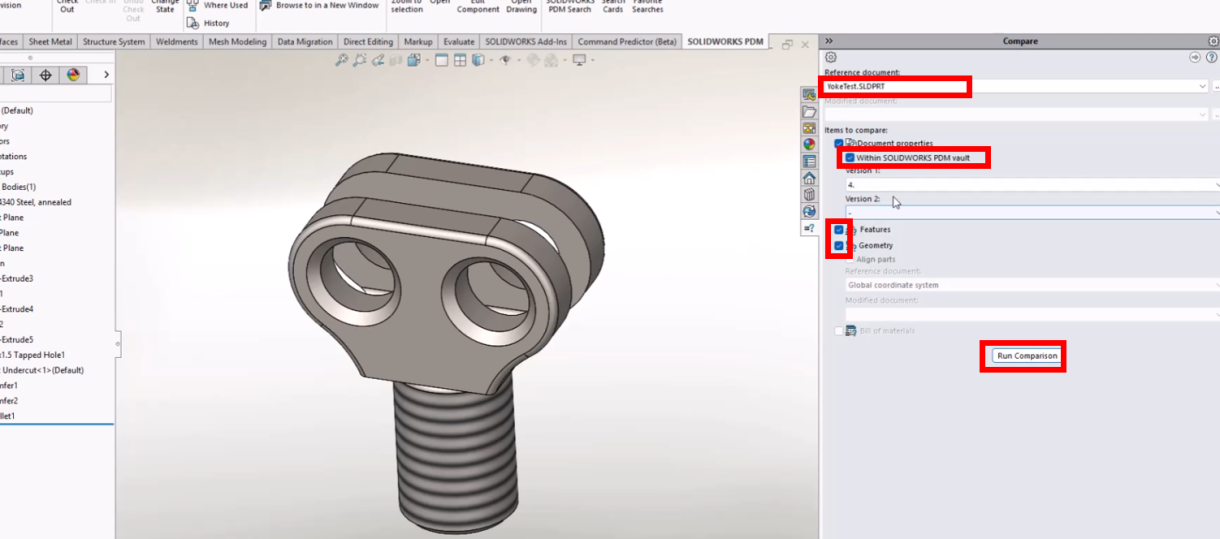 vision
Check Out
Check In
Undo Check Out
Change State
Where Used
History
Browse to in a New Window
Zoom to selection
Open
Edit Component
Open Drawing
SOLIDWORKS PDM Search
Search Cards
Favorite Searches
faces Sheet Metal Structure System Weldments Mesh Modeling Data Migration Direct Editing Markup Evaluate SOLIDWORKS Add-Ins Command Predictor (Beta) SOLIDWORKS PDM
(Default)
ory
ors
otations
ups
Bodies(1)
4340 Steel, annealed
t Plane
Plane
t Plane
n
-Extrude3
1
-Extrude4
2
-Extrude5
x1.5 Tapped Hole1
Undercut<1>(Default)
mfer1
mfer2
illet1
Compare
Reference document:
YokeTest.SLDPRT
Modified document:
Items to compare:
Document properties
Within SOLIDWORKS PDM vault
Version 1:
4.
Version 2:
-
Features
Geometry
Align parts
Reference document:
Global coordinate system
Modified document:
Bill of materials
Run Comparison